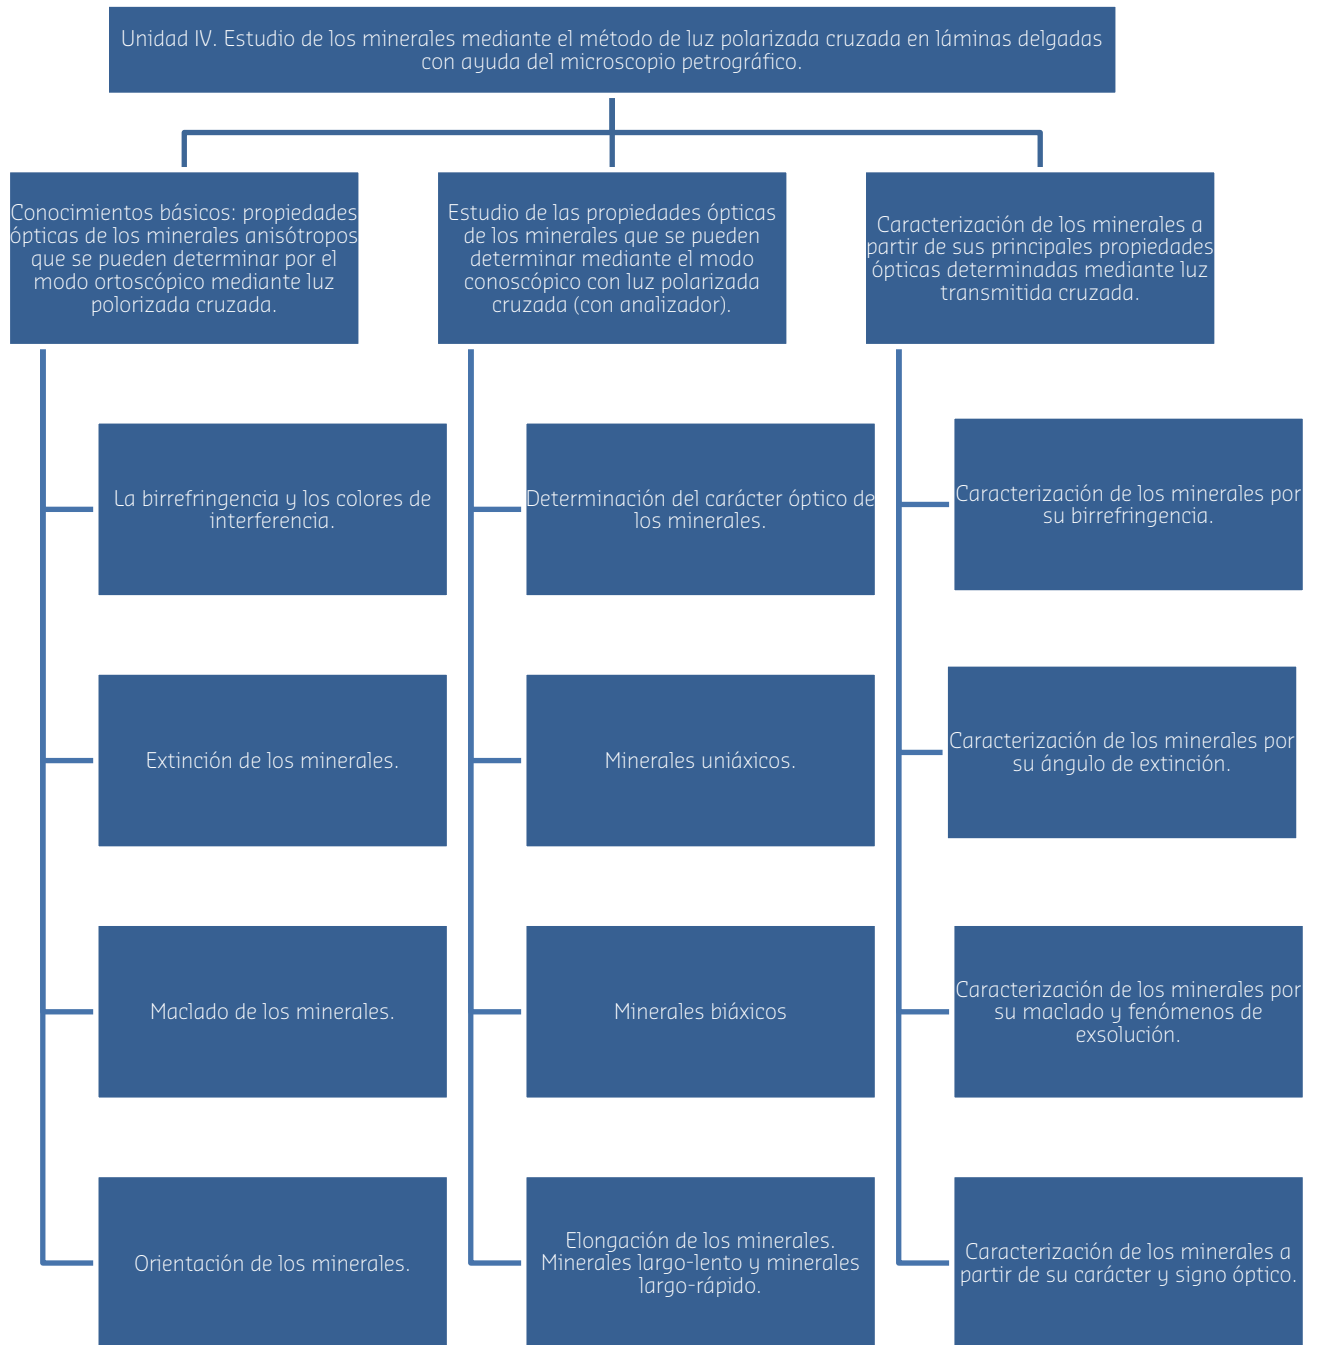 Unidad IV. Estudio de los minerales mediante el método de luz polarizada cruzada en láminas delgadas
con ayuda del microscopio petrográfico.
Conocimientos básicos: propiedades
ópticas de los minerales anisótropos
que se pueden determinar por el
modo ortoscópico mediante luz
polorizada cruzada.
La birrefringencia y los colores de
interferencia.
Extinción de los minerales.
Maclado de los minerales.
Orientación de los minerales.
Estudio de las propiedades ópticas
de los minerales que se pueden
determinar mediante el modo
conoscópico con luz polarizada
cruzada (con analizador).
Determinación del carácter óptico de
los minerales.
Minerales uniáxicos.
Minerales biáxicos
Elongación de los minerales.
Minerales largo-lento y minerales
largo-rápido.
Caracterización de los minerales a
partir de sus principales propiedades
ópticas determinadas mediante luz
transmitida cruzada.
Caracterización de los minerales por
su birrefringencia.
Caracterización de los minerales por
su ángulo de extinción.
Caracterización de los minerales por
su maclado y fenómenos de
exsolución.
Caracterización de los minerales a
partir de su carácter y signo óptico.